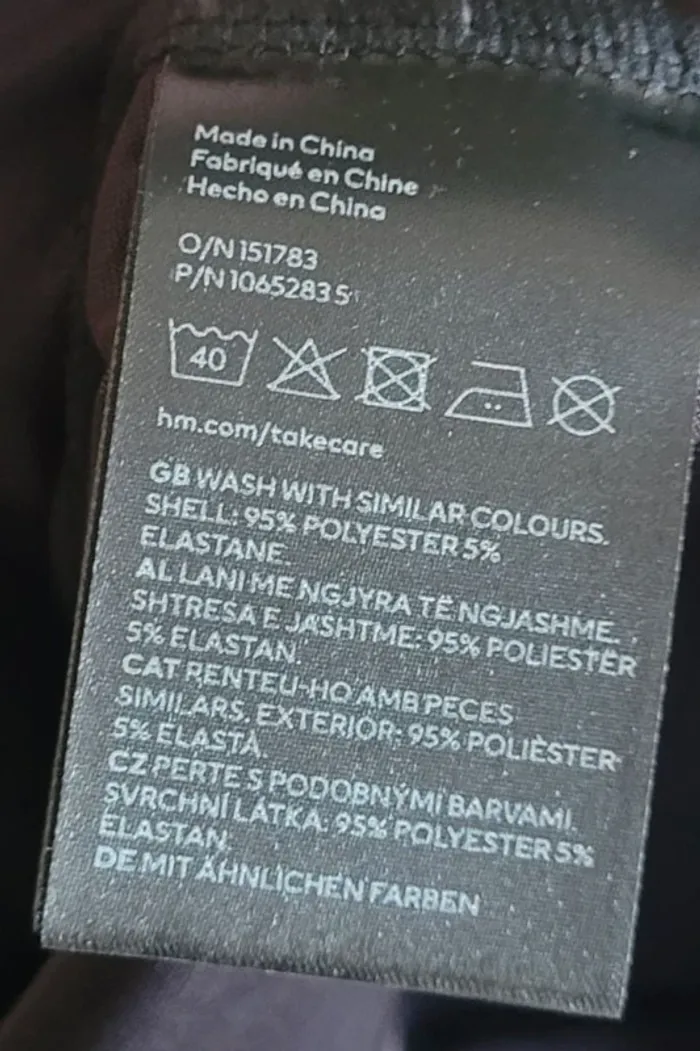 Made in China
Fabriqué en Chine
Hecho en China
O/N 151783
P/N 1065283 S
40
hm.com/takecare
GB WASH WITH SIMILAR COLOURS.
SHELL: 95% POLYESTER 5%
ELASTANE.
AL LANI ME NGJYRA TË NGJASHME.
SHTRESA E JASHTME: 95% POLIESTËR
5% ELASTAN.
CAT RENTEU-HO AMB PECES
SIMILARS. EXTERIOR: 95% POLIÈSTER
5% ELASTÀ.
CZ PERTE S PODOBNÝMI BARVAMI.
SVRCHNÍ LÁTKA: 95% POLYESTER 5%
ELASTAN.
DE MIT ÄHNLICHEN FARBEN